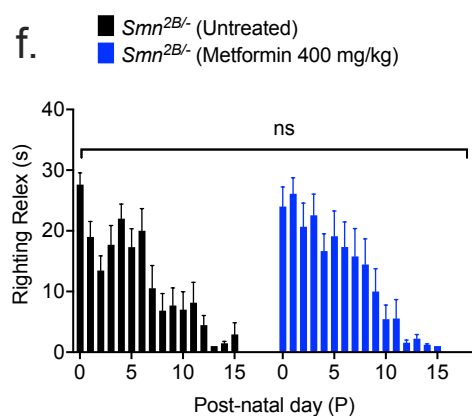 f.
Smn2B/- (Untreated)
Smn2B/- (Metformin 400 mg/kg)
ns
Righting Relex (s)
40
30
20
10
0
0 5 10 15 0 5 10 15
Post-natal day (P)